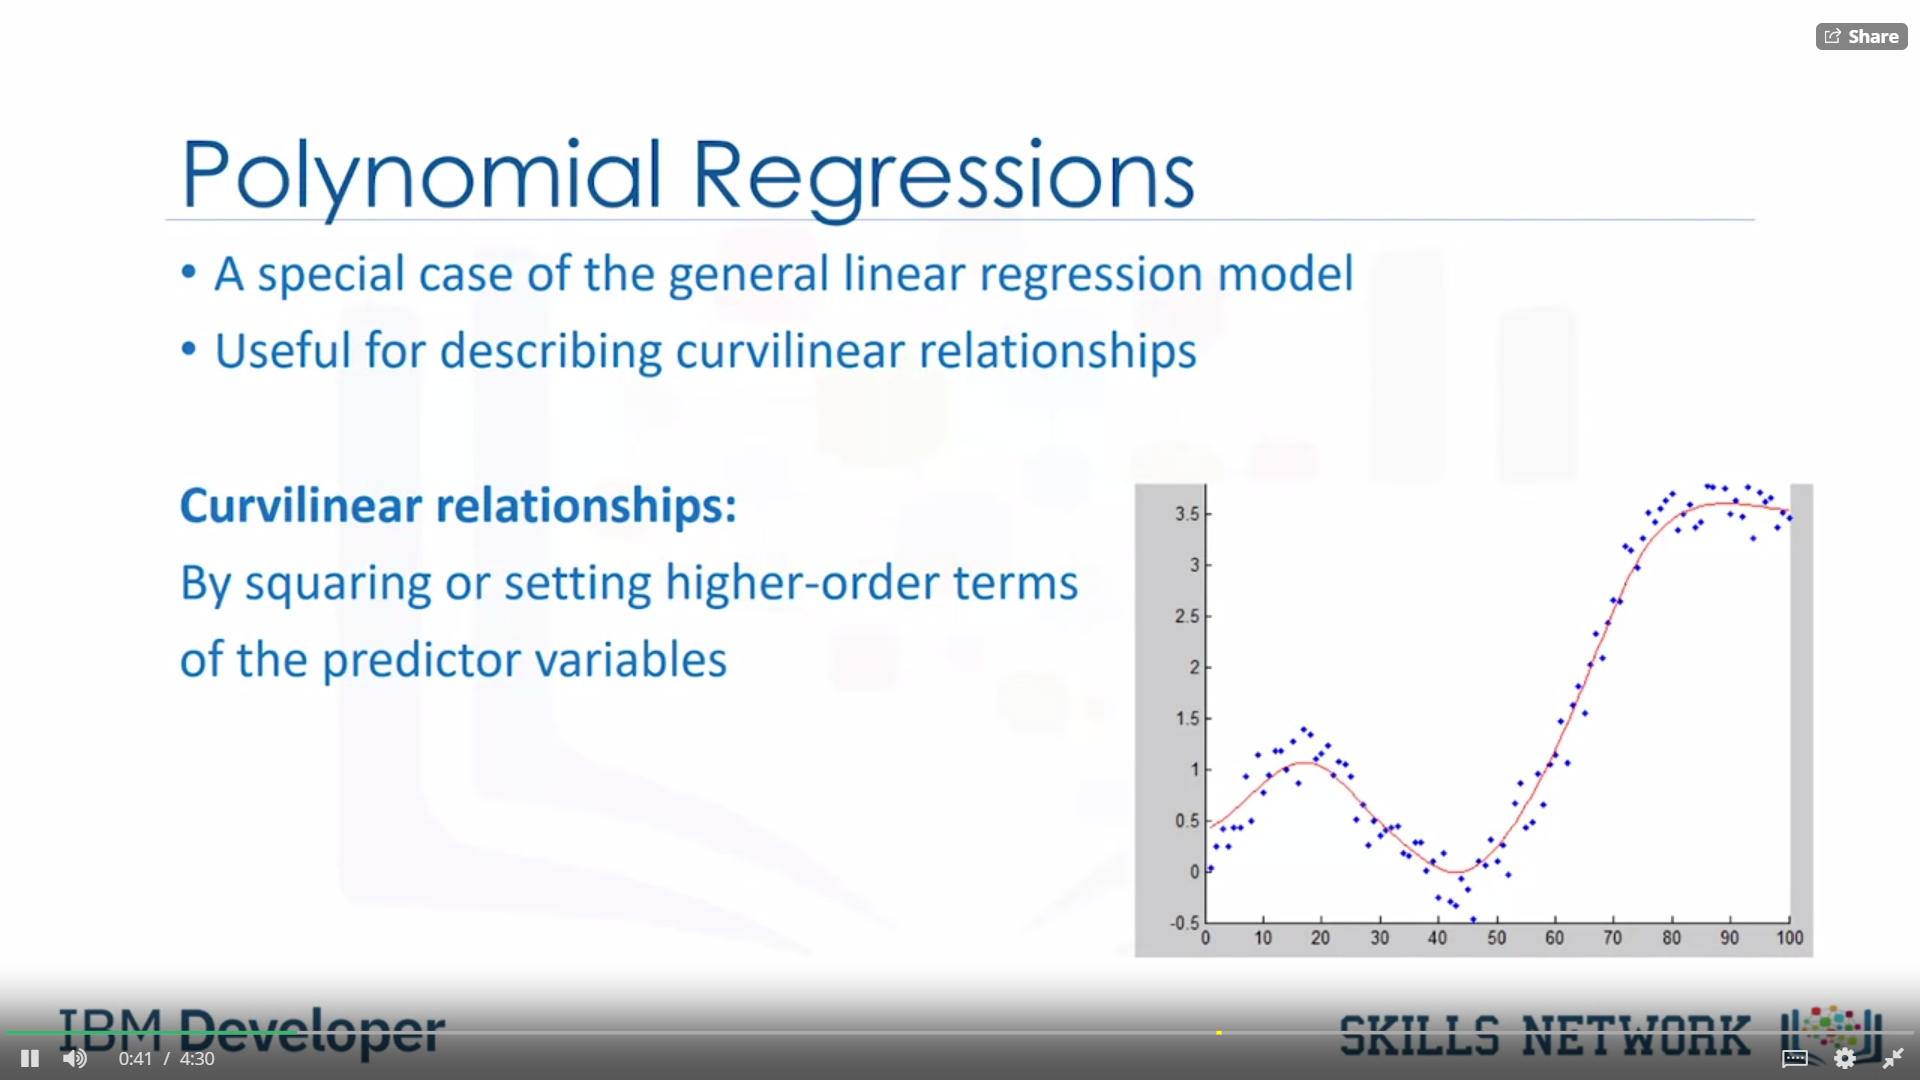 Share
Polynomial Regressions
• A special case of the general linear regression model
• Useful for describing curvilinear relationships
Curvilinear relationships:
By squaring or setting higher-order terms
of the predictor variables
3.5
3
2.5
2
1.5
1
0.5
0
-0.5
0 10 20 30 40 50 60 70 80 90 100
IBM Developer
SKILLS NETWORK
0:41 / 4:30